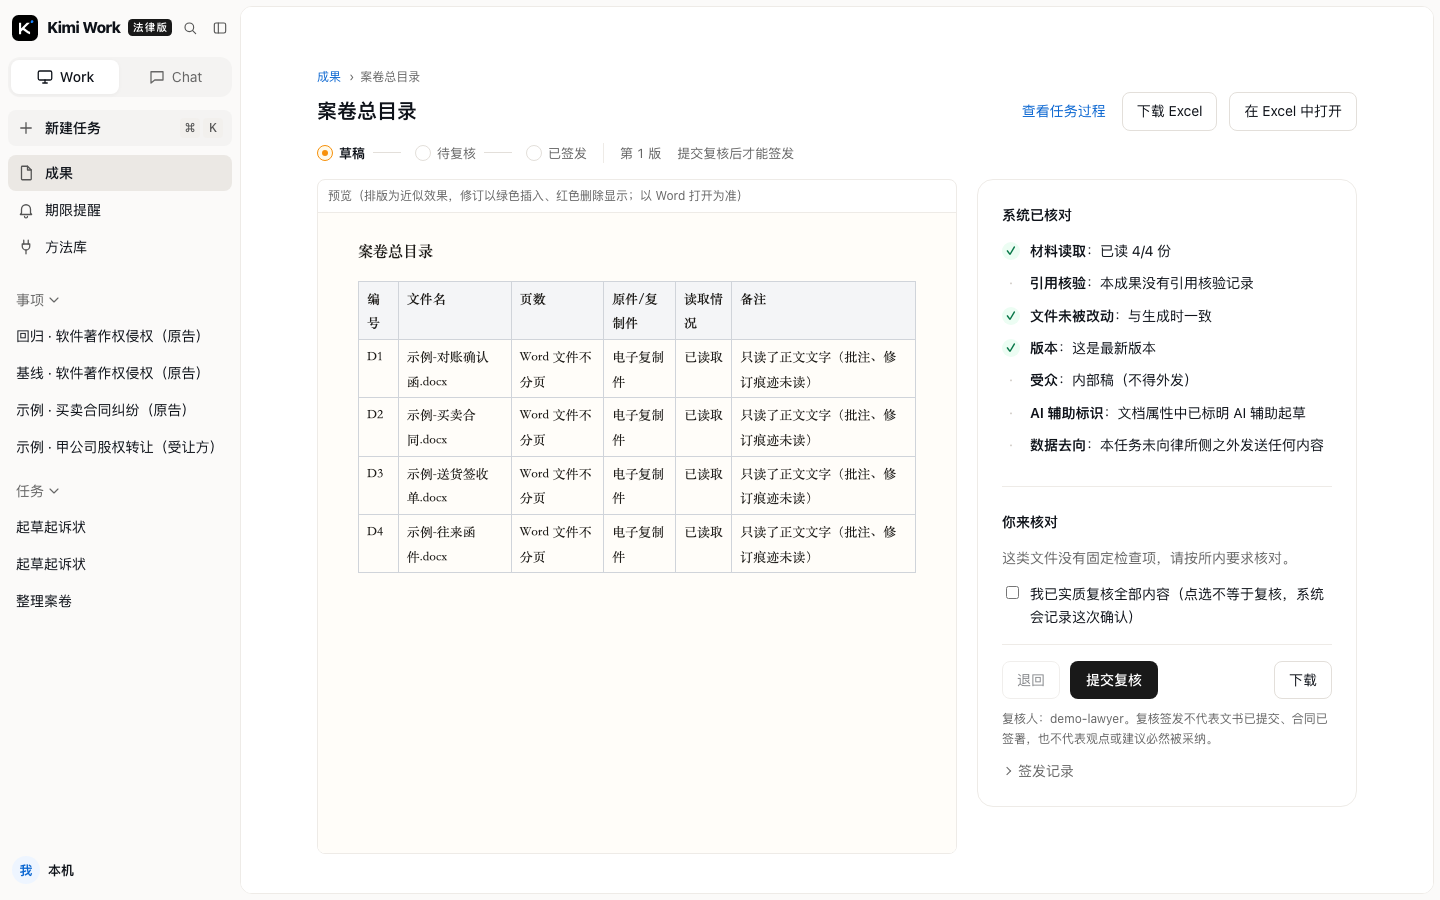 Kimi Work 法律版
Work
Chat
新建任务 ⌘ K
成果
期限提醒
方法库
事项
回归 · 软件著作权侵权（原告）
基线 · 软件著作权侵权（原告）
示例 · 买卖合同纠纷（原告）
示例 · 甲公司股权转让（受让方）
任务
起草起诉状
起草起诉状
整理案卷
我 本机
成果 › 案卷总目录
案卷总目录
查看任务过程
下载 Excel
在 Excel 中打开
草稿
待复核
已签发
第 1 版
提交复核后才能签发
预览（排版为近似效果，修订以绿色插入、红色删除显示；以 Word 打开为准）
案卷总目录
编号 文件名 页数 原件/复制件 读取情况 备注
D1 示例-对账确认函.docx Word 文件不分页 电子复制件 已读取 只读了正文文字（批注、修订痕迹未读）
D2 示例-买卖合同.docx Word 文件不分页 电子复制件 已读取 只读了正文文字（批注、修订痕迹未读）
D3 示例-送货签收单.docx Word 文件不分页 电子复制件 已读取 只读了正文文字（批注、修订痕迹未读）
D4 示例-往来函件.docx Word 文件不分页 电子复制件 已读取 只读了正文文字（批注、修订痕迹未读）
系统已核对
材料读取：已读 4/4 份
引用核验：本成果没有引用核验记录
文件未被改动：与生成时一致
版本：这是最新版本
受众：内部稿（不得外发）
AI 辅助标识：文档属性中已标明 AI 辅助起草
数据去向：本任务未向律所侧之外发送任何内容
你来核对
这类文件没有固定检查项，请按所内要求核对。
我已实质复核全部内容（点选不等于复核，系统
会记录这次确认）
退回
提交复核
下载
复核人：demo-lawyer。复核签发不代表文书已提交、合同已
签署，也不代表观点或建议必然被采纳。
签发记录